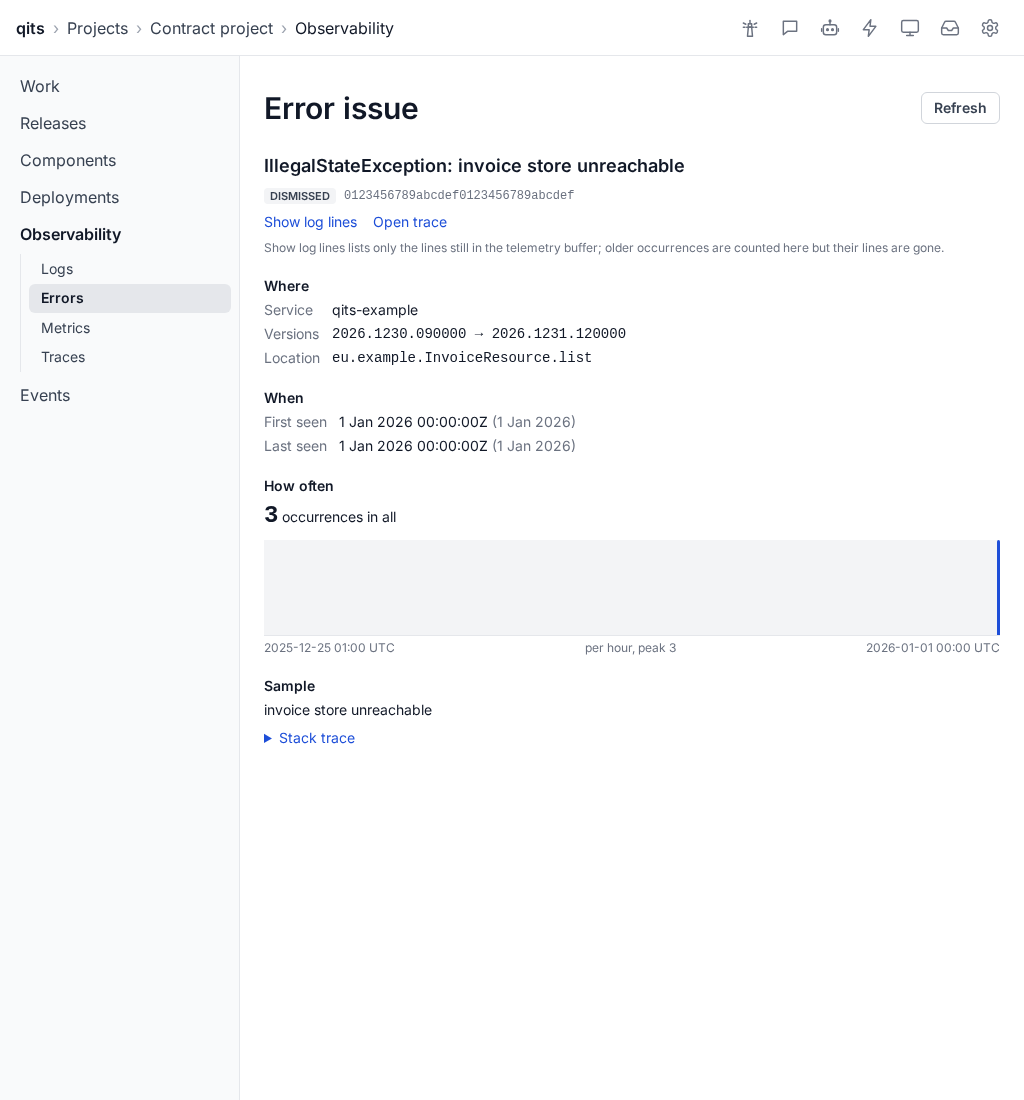 qits › Projects › Contract project › Observability
Work
Releases
Components
Deployments
Observability
Logs
Errors
Metrics
Traces
Events
Error issue
Refresh
IllegalStateException: invoice store unreachable
DISMISSED 0123456789abcdef0123456789abcdef
Show log lines Open trace
Show log lines lists only the lines still in the telemetry buffer; older occurrences are counted here but their lines are gone.
Where
Service qits-example
Versions 2026.1230.090000 → 2026.1231.120000
Location eu.example.InvoiceResource.list
When
First seen 1 Jan 2026 00:00:00Z (1 Jan 2026)
Last seen 1 Jan 2026 00:00:00Z (1 Jan 2026)
How often
3 occurrences in all
2025-12-25 01:00 UTC per hour, peak 3 2026-01-01 00:00 UTC
Sample
invoice store unreachable
Stack trace